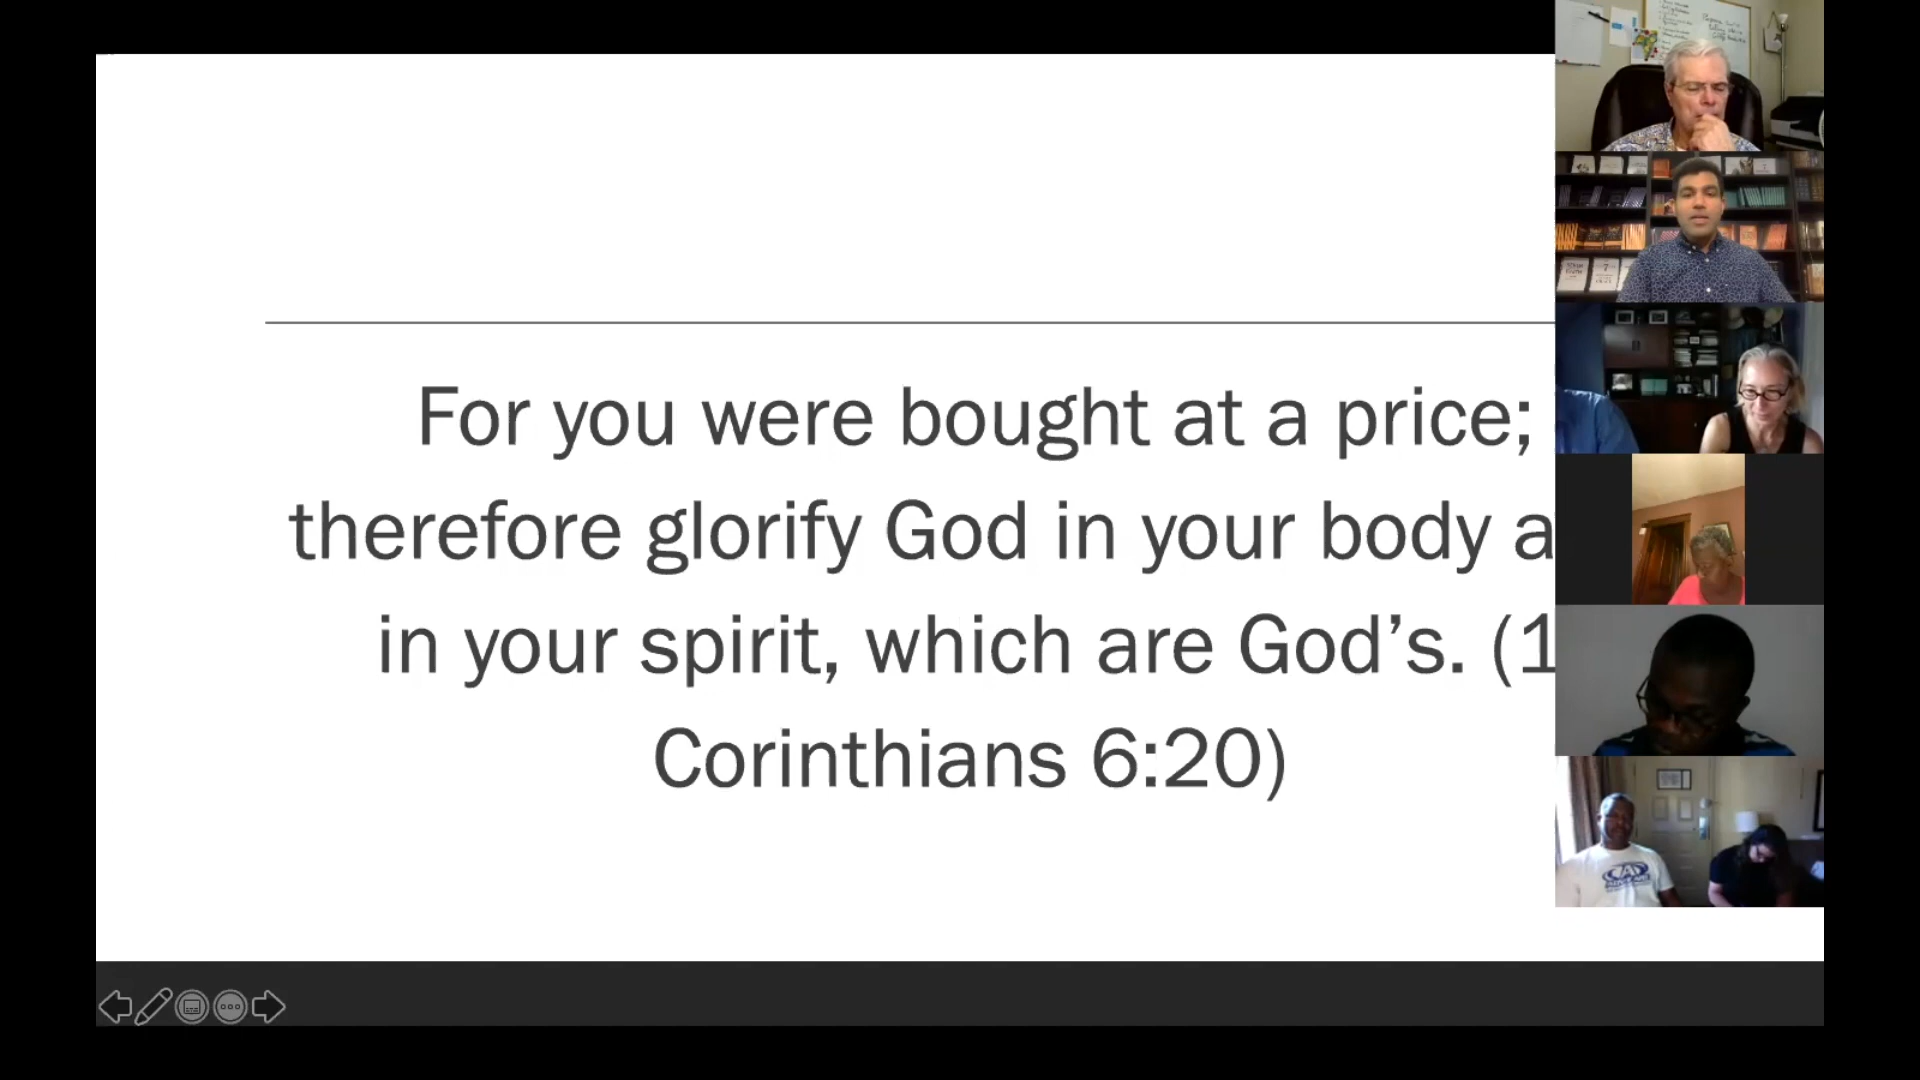 For you were bought at a price;
therefore glorify God in your body a
in your spirit, which are God’s. (1
Corinthians 6:20)